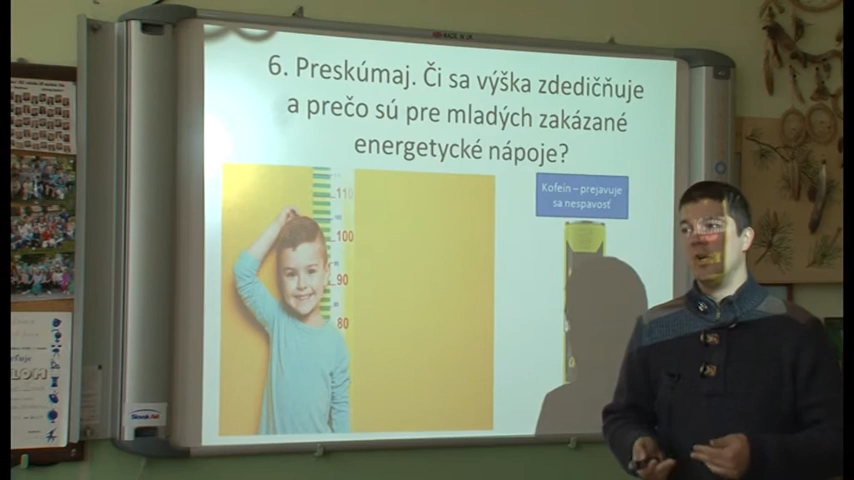 6. Preskúmaj. Či sa výška zdedičňuje
a prečo sú pre mladých zakázané
energetycké nápoje?
Kofeín – prejavuje
sa nespavosť
110
100
90
80